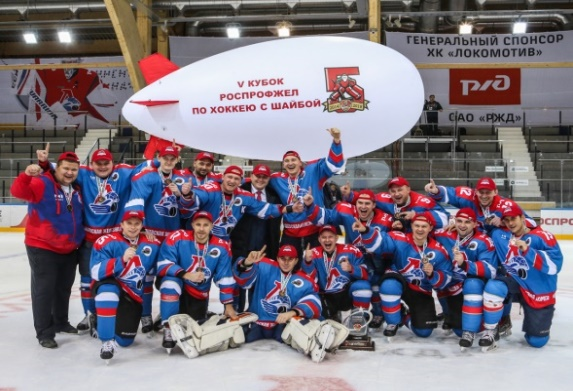 ГЕНЕРАЛЬНЫЙ СПОНСОР
ХК «ЛОКОМОТИВ»
РЖД
ОАО «РЖД»
V КУБОК
РОСПРОФЖЕЛ
ПО ХОККЕЮ С ШАЙБОЙ